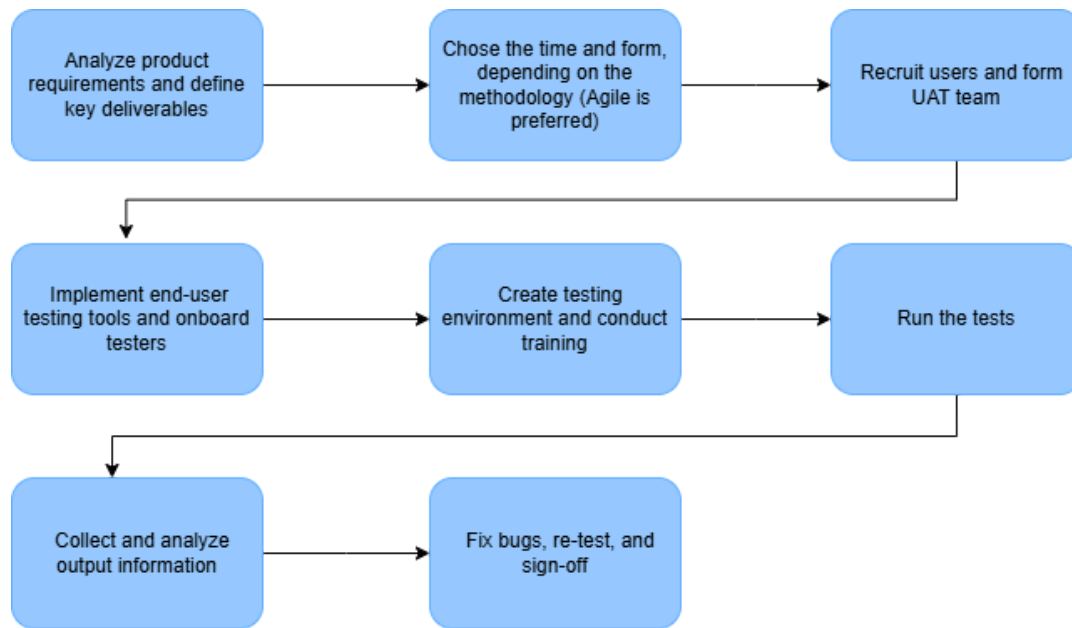 Analyze product
requirements and define
key deliverables
Chose the time and form,
depending on the
methodology (Agile is
preferred)
Recruit users and form
UAT team
Implement end-user
testing tools and onboard
testers
Create testing
environment and conduct
training
Run the tests
Collect and analyze
output information
Fix bugs, re-test, and
sign-off